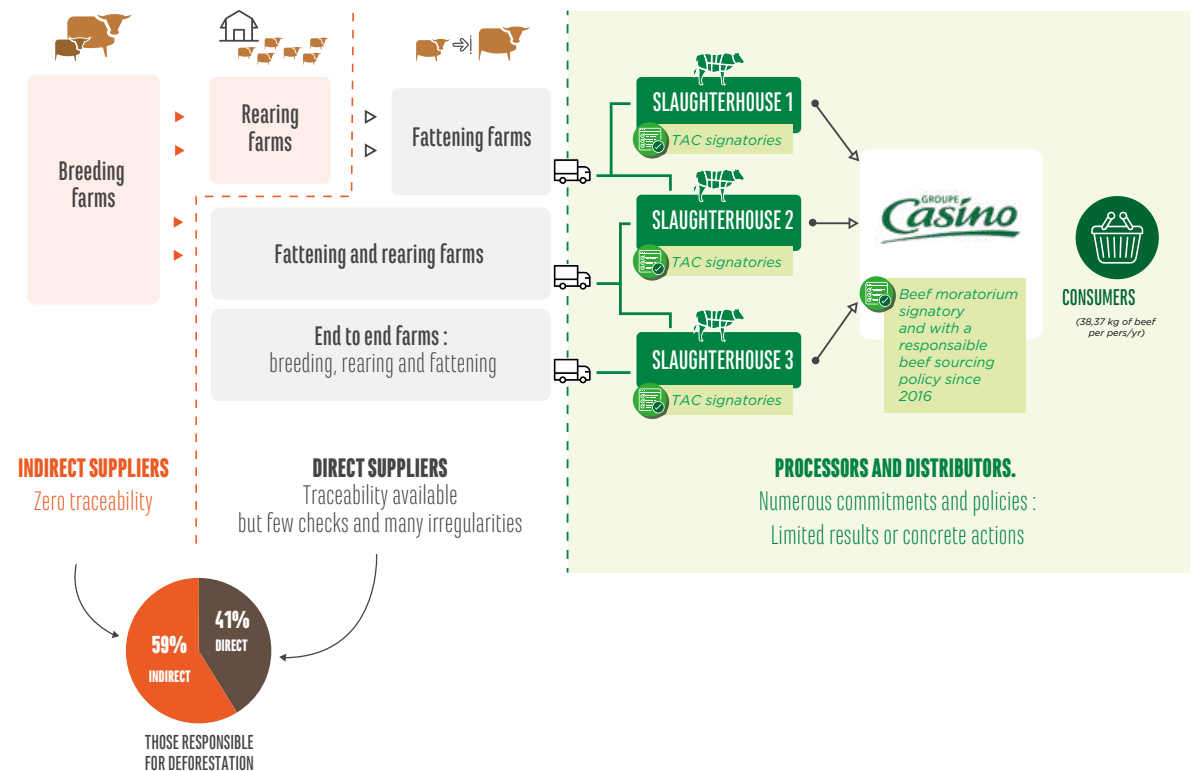 Breeding
farms
Rearing
farms
Fattening farms
Fattening and rearing farms
End to end farms :
breeding, rearing and fattening
SLAUGHTERHOUSE 1
TAC signatories
SLAUGHTERHOUSE 2
TAC signatories
SLAUGHTERHOUSE 3
TAC signatories
GROUPE
Casino
Beef moratorium
signatory
and with a
responsaible
beef sourcing
policy since
2016
CONSUMERS
(38,37 kg of beef
per pers/yr)
INDIRECT SUPPLIERS
Zero traceability
DIRECT SUPPLIERS
Traceability available
but few checks and many irregularities
PROCESSORS AND DISTRIBUTORS.
Numerous commitments and policies :
Limited results or concrete actions
59%
INDIRECT
41%
DIRECT
THOSE RESPONSIBLE
FOR DEFORESTATION